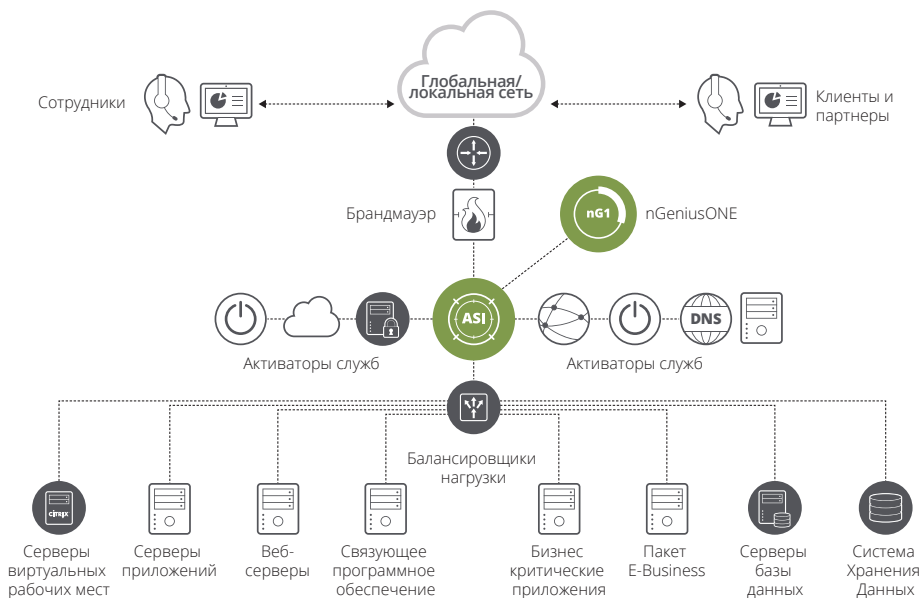 Глобальная/
локальная сеть
Сотрудники
Клиенты и
партнеры
Брандмауэр
nG1
nGeniusONE
ASI
DNS
Активаторы служб
Активаторы служб
Балансировщики
нагрузки
citrix
Серверы
виртуальных
рабочих мест
Серверы
приложений
Веб-
серверы
Связующее
программное
обеспечение
Бизнес
критические
приложения
Пакет
E-Business
Серверы
базы
данных
Система
Хранения
Данных